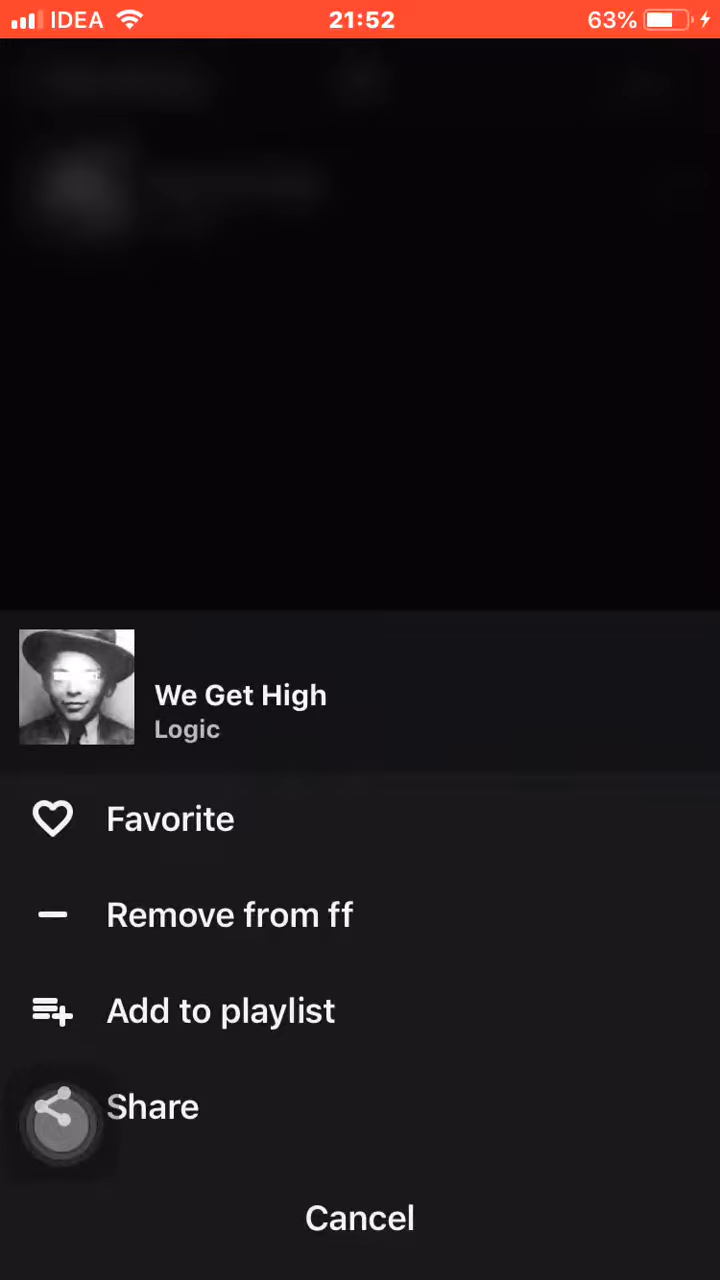 IDEA 21:52 63%
We Get High
Logic
Favorite
Remove from ff
Add to playlist
Share
Cancel